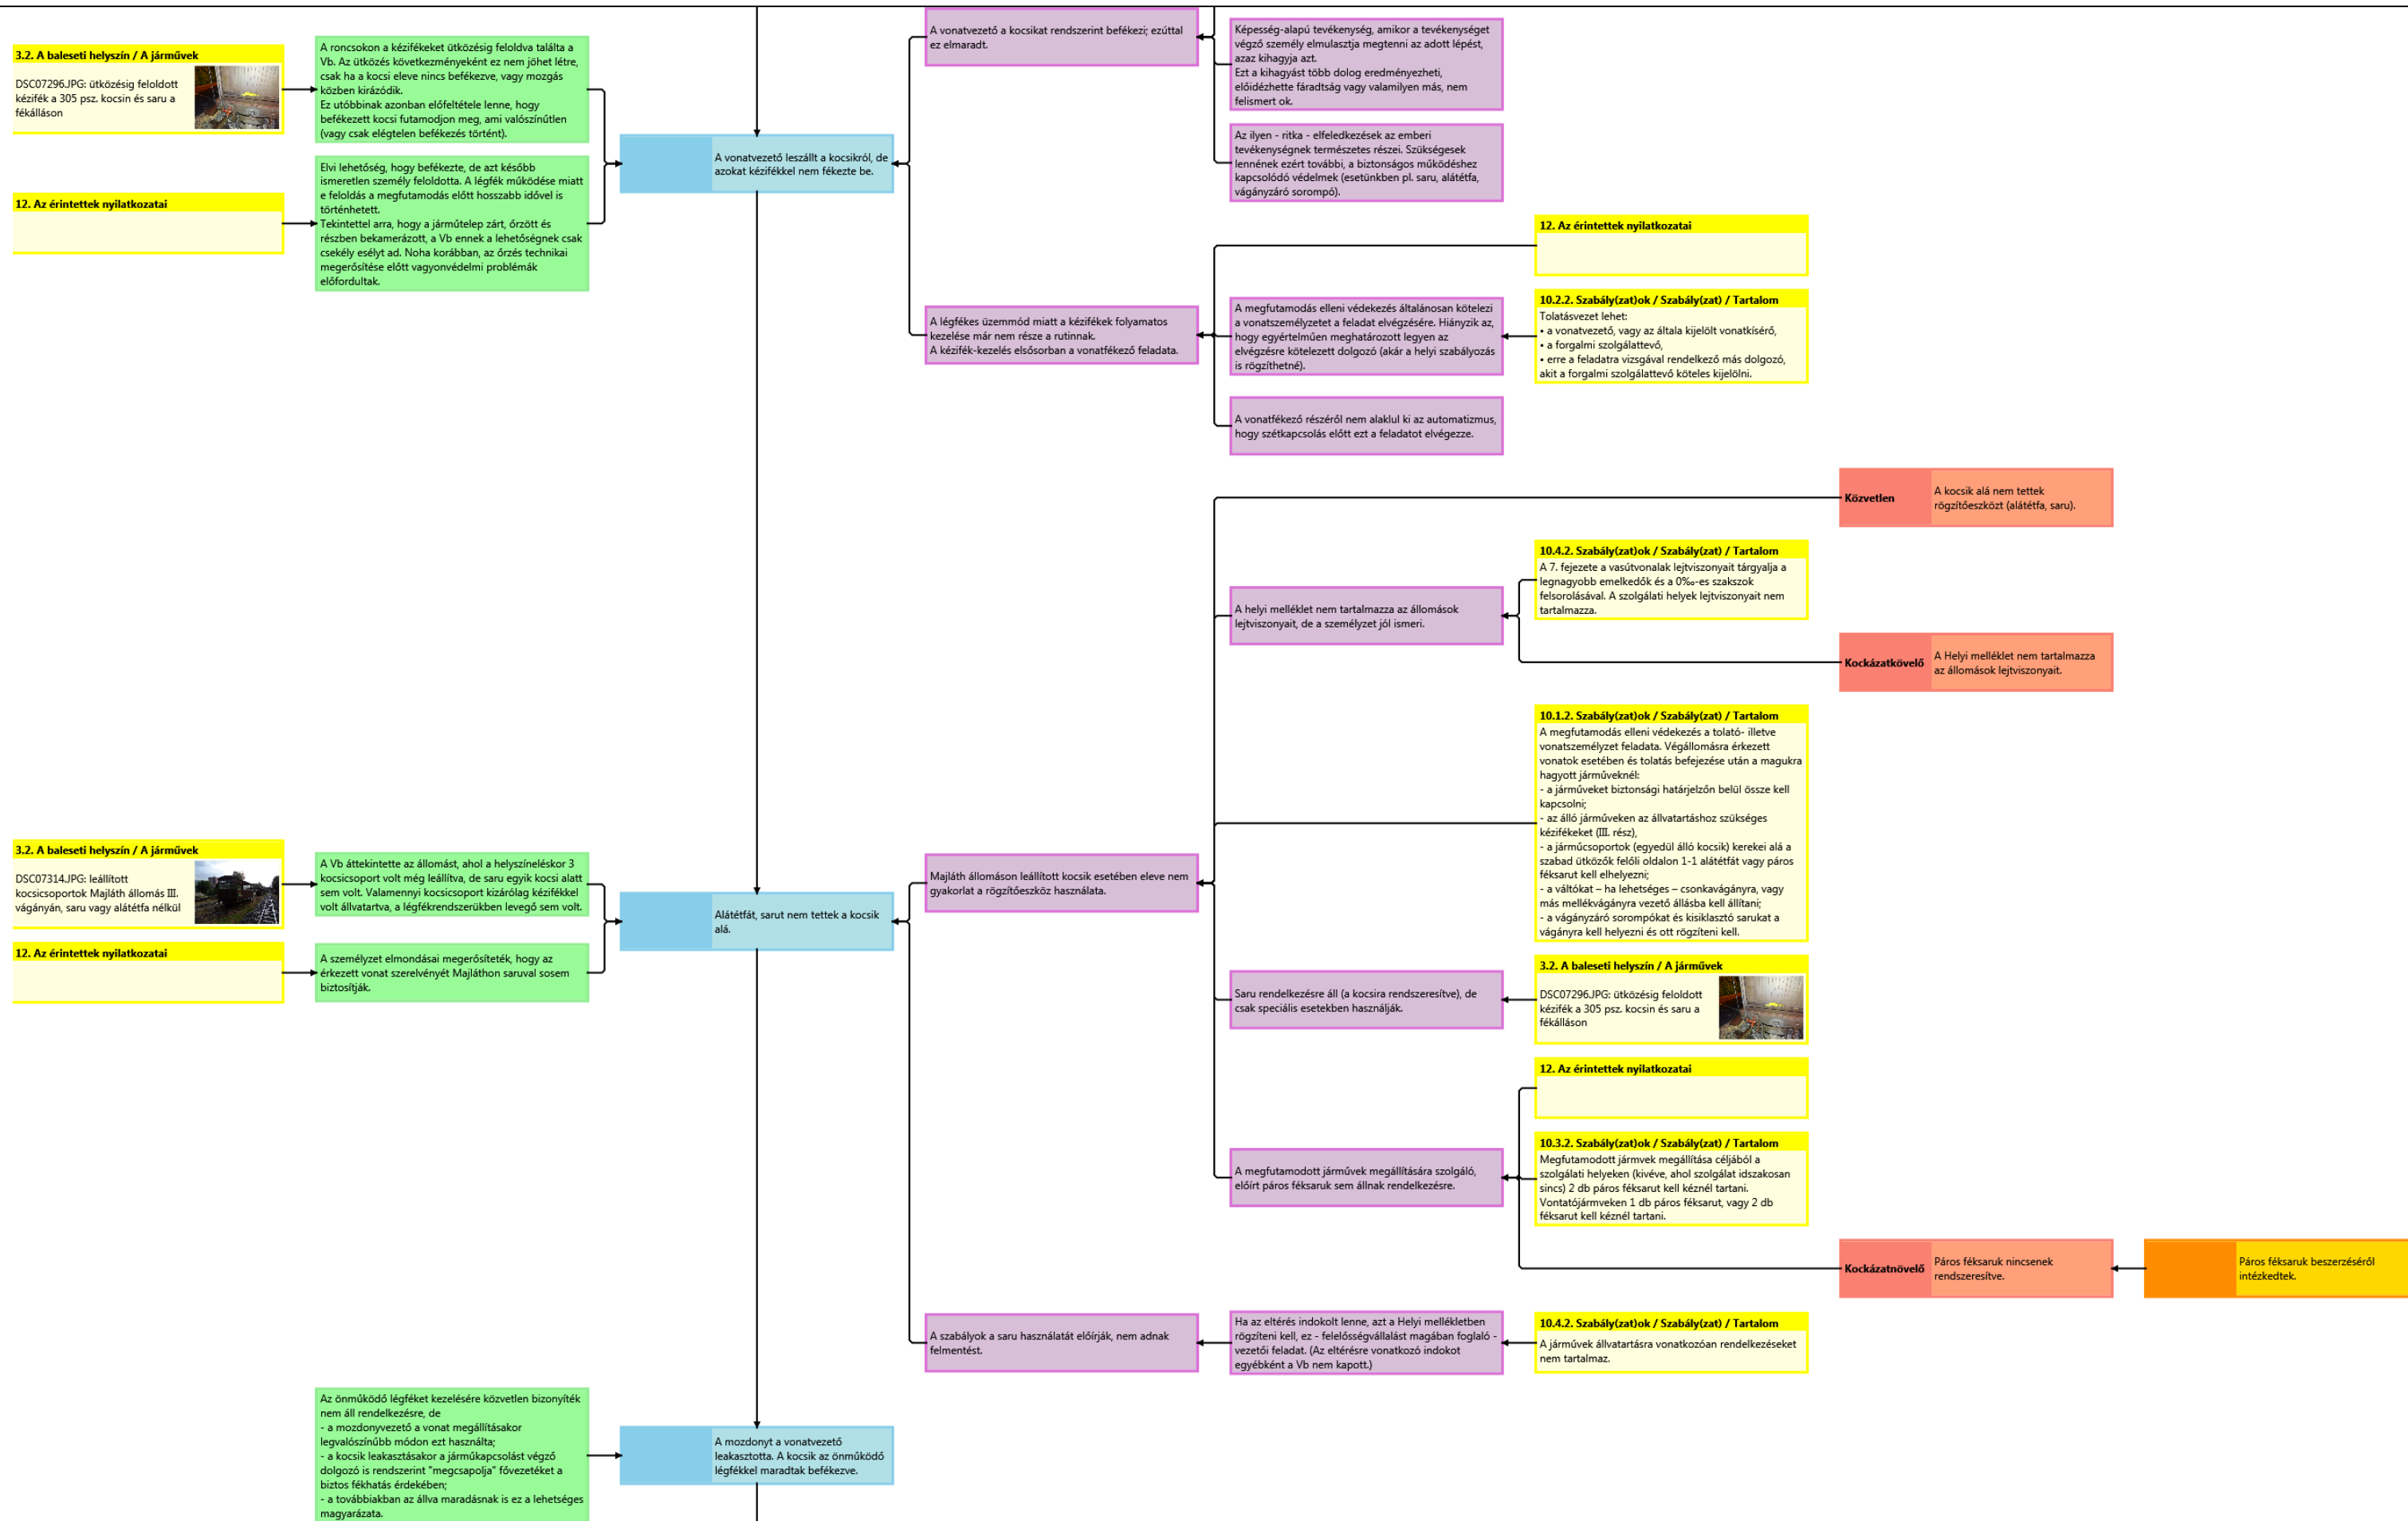 3.2. A baleseti helyszín / A járművek
DSC07296.JPG: ütközésig feloldott
kézifék a 305 psz. kocsin és saru a
fékálláson
12. Az érintettek nyilatkozatai
A roncsokon a kézifékeket ütközésig feloldva találta a
Vb. Az ütközés következményeként ez nem jöhet létre,
csak ha a kocsi eleve nincs befékezve, vagy mozgás
közben kirázódik.
Ez utóbbinak azonban előfeltétele lenne, hogy
befékezett kocsi futamodjon meg, ami valószínűtlen
(vagy csak elégtelen befékezés történt).
Elvi lehetőség, hogy befékezte, de azt később
ismeretlen személy feloldotta. A légfék működése miatt
e feloldás a megfutamodás előtt hosszabb idővel is
történhetett.
Tekintettel arra, hogy a járműtelep zárt, őrzött és
részben bekamerázott, a Vb ennek a lehetőségnek csak
csekély esélyt ad. Noha korábban, az őrzés technikai
megerősítése előtt vagyonvédelmi problémák
előfordultak.
A vonatvezető leszállt a kocsikról, de
azokat kézifékkel nem fékezte be.
A vonatvezető a kocsikat rendszerint befékezi; ezúttal
ez elmaradt.
Képesség-alapú tevékenység, amikor a tevékenységet
végző személy elmulasztja megtenni az adott lépést,
azaz kihagyja azt.
Ezt a kihagyást több dolog eredményezheti,
előidézhette fáradtság vagy valamilyen más, nem
felismert ok.
Az ilyen - ritka - elfeledkezések az emberi
tevékenységnek természetes részei. Szükségesek
lennének ezért további, a biztonságos működéshez
kapcsolódó védelmek (esetünkben pl. saru, alátétfa,
vágányzáró sorompó).
A légfékes üzemmód miatt a kézifékek folyamatos
kezelése már nem része a rutinnak.
A kézifék-kezelés elsősorban a vonatfékező feladata.
A megfutamodás elleni védekezés általánosan kötelezi
a vonatszemélyzetet a feladat elvégzésére. Hiányzik az,
hogy egyértelműen meghatározott legyen az
elvégzésre kötelezett dolgozó (akár a helyi szabályozás
is rögzíthetné).
A vonatfékező részéről nem alaklul ki az automatizmus,
hogy szétkapcsolás előtt ezt a feladatot elvégezze.
12. Az érintettek nyilatkozatai
10.2.2. Szabály(zat)ok / Szabály(zat) / Tartalom
Tolatásvezet lehet:
• a vonatvezető, vagy az általa kijelölt vonatkísérő,
• a forgalmi szolgálattevő,
• erre a feladatra vizsgával rendelkező más dolgozó,
akit a forgalmi szolgálttevő köteles kijelölni.
Közvetlen
A kocsik alá nem tettek
rögzítőeszközt (alátétfa, saru).
10.4.2. Szabály(zat)ok / Szabály(zat) / Tartalom
A 7. fejezete a vasútvonalak lejtviszonyait tárgyalja a
legnagyobb emelkedők és a 0‰-es szakszok
felsorolásával. A szolgálati helyek lejtviszonyait nem
tartalmazza.
A helyi melléklet nem tartalmazza az állomások
lejtviszonyait, de a személyzet jól ismeri.
Kockázatkövelő
A Helyi melléklet nem tartalmazza
az állomások lejtviszonyait.
10.1.2. Szabály(zat)ok / Szabály(zat) / Tartalom
A megfutamodás elleni védekezés a tolató- illetve
vonatszemélyzet feladata. Végállomásra érkezett
vonatok esetében és tolatás befejezése után a magukra
hagyott járműveknél:
- a járműveket biztonsági határjelzőn belül össze kell
kapcsolni;
- az álló járműveken az állvatartáshoz szükséges
kézifékeket (III. rész),
- a járműcsoportok (egyedül álló kocsik) kerekei alá a
szabad ütközők felőli oldalon 1-1 alátétfát vagy páros
féksarut kell elhelyezni;
- a váltókat – ha lehetséges – csonkavágányra, vagy
más mellékvágányra vezető állásba kell állítani;
- a vágányzáró sorompókat és kisiklasztó sarukat a
vágányra kell helyezni és ott rögzíteni kell.
3.2. A baleseti helyszín / A járművek
DSC07314.JPG: leállított
kocsicsoportok Majláth állomás III.
vágányán, saru vagy alátétfa nélkül
12. Az érintettek nyilatkozatai
A Vb áttekintette az állomást, ahol a helyszíneléskor 3
kocsicsoport volt még leállítva, de saru egyik kocsi alatt
sem volt. Valamennyi kocsicsoport kizárólag kézifékkel
volt állvatartva, a légfékrendszerükben levegő sem volt.
A személyzet elmondásai megerősíteték, hogy az
érkezett vonat szerelvényét Majláthon saruval sosem
biztosítják.
Alátétfát, sarut nem tettek a kocsik
alá.
Majláth állomáson leállított kocsik esetében eleve nem
gyakorlat a rögzítőeszköz használata.
Saru rendelkezésre áll (a kocsira rendszeresítve), de
csak speciális esetekben használják.
3.2. A baleseti helyszín / A járművek
DSC07296.JPG: ütközésig feloldott
kézifék a 305 psz. kocsin és saru a
fékálláson
12. Az érintettek nyilatkozatai
A megfutamodott járművek megállítására szolgáló,
előírt páros féksaruk sem állnak rendelkezésre.
10.3.2. Szabály(zat)ok / Szabály(zat) / Tartalom
Megfutamodott jármvek megállítása céljából a
szolgálati helyeken (kivéve, ahol szolgálat idszakosan
sincs) 2 db páros féksarut kell kéznél tartani.
Vontatójármveken 1 db páros féksarut, vagy 2 db
féksarut kell kéznél tartani.
Kockázatnövelő
Páros féksaruk nincsenek
rendszeresítve.
Páros féksaruk beszerzéséről
intézkedtek.
A szabályok a saru használatát előírják, nem adnak
felmentést.
Ha az eltérés indokolt lenne, azt a Helyi mellékletben
rögzíteni kell, ez - felelősségvállalást magában foglaló -
vezetői feladat. (Az eltérésre vonatkozó indokot
egyébként a Vb nem kapott.)
10.4.2. Szabály(zat)ok / Szabály(zat) / Tartalom
A járművek állvatartásra vonatkozóan rendelkezéseket
nem tartalmaz.
Az önműködő légféket kezelésére közvetlen bizonyíték
nem áll rendelkezésre, de
- a mozdonyvezető a vonat megállításakor
legvalószínűbb módon ezt használta;
- a kocsik leakasztásakor a járműkapcsolást végző
dolgozó is rendszerint "megcsapolja" fővezetéket a
biztos fékhatás érdekében;
- a továbbiakban az állva maradásnak is ez a lehetséges
magyarázata.
A mozdonyt a vonatvezető
leakasztotta. A kocsik az önműködő
légfékkel maradtak befékezve.